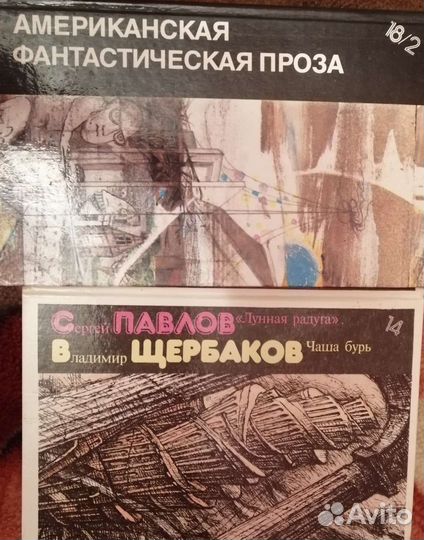 АМЕРИКАНСКАЯ 18/2
ФАНТАСТИЧЕСКАЯ ПРОЗА
Сергей ПАВЛОВ «Лунная радуга». 14
Владимир ЩЕРБАКОВ Чаша бурь
Avito